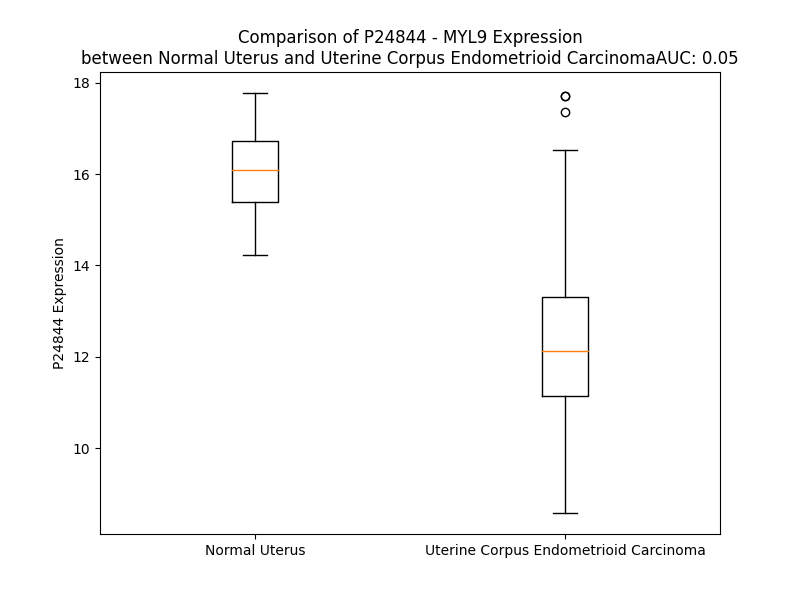 Comparison of P24844 - MYL9 Expression
between Normal Uterus and Uterine Corpus Endometrioid CarcinomaAUC: 0.05
18
16
14
12
10
P24844 Expression
Normal Uterus
Uterine Corpus Endometrioid Carcinoma